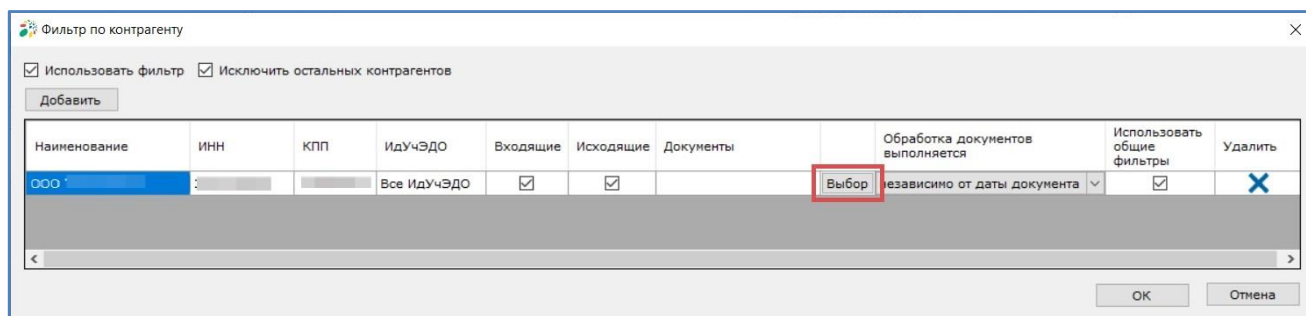 Фильтр по контрагенту
Использовать фильтр Исключить остальных контрагентов
Добавить
Наименование ИНН КПП ИдУчЭДО Входящие Исходящие Документы Обработка документов выполняется Использовать общие фильтры Удалить
ООО Все ИдУчЭДО Выбор независимо от даты документа
ОК Отмена